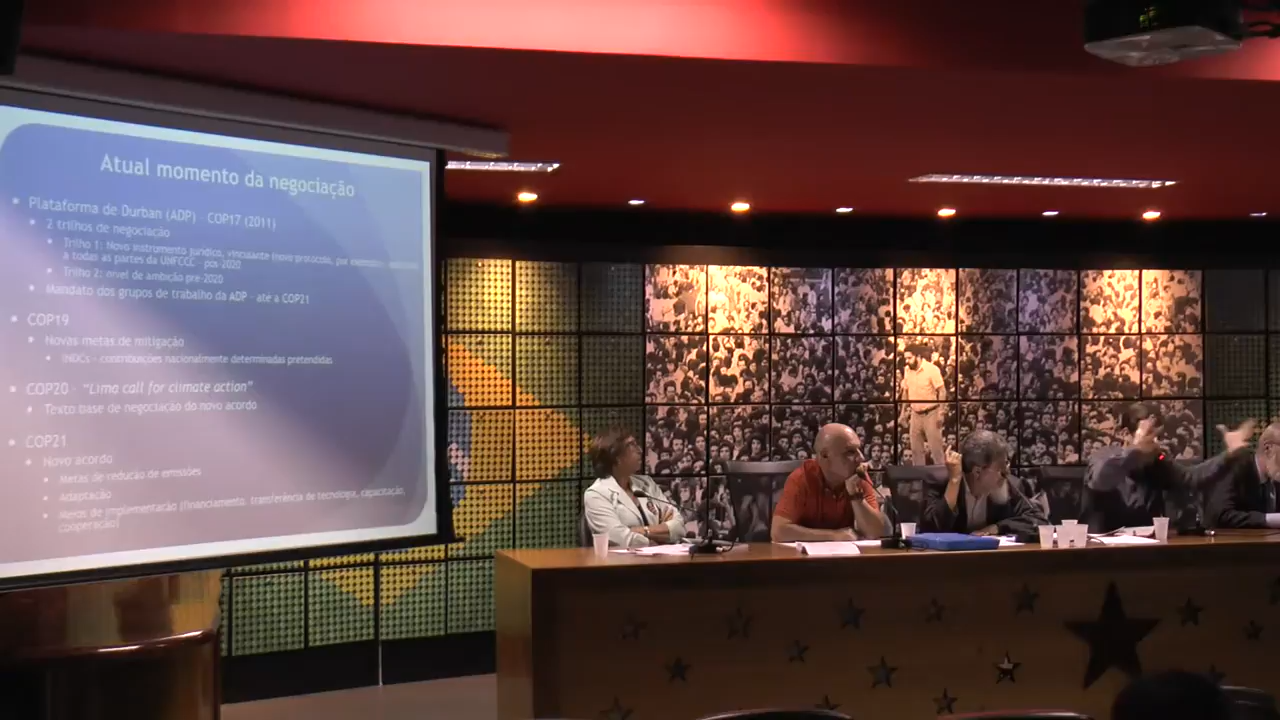 Atual momento da negociação
Plataforma de Durban (ADP) - COP17 (2011)
2 trilhos de negociação
Trilho 1: Novo instrumento jurídico, vinculante (novo protocolo, por exemplo)
a todas as partes da UNFCCC - pós-2020
Trilho 2: nível de ambição pré-2020
Mandato dos grupos de trabalho da ADP - até a COP21
COP19
Novas metas de mitigação
INDCs - contribuições nacionalmente determinadas pretendidas
COP20 - "Lima call for climate action"
Texto base de negociação do novo acordo
COP21
Novo acordo
Metas de redução de emissões
Adaptação
Meios de implementação (financiamento, transferência de tecnologia, capacitação,
cooperação)